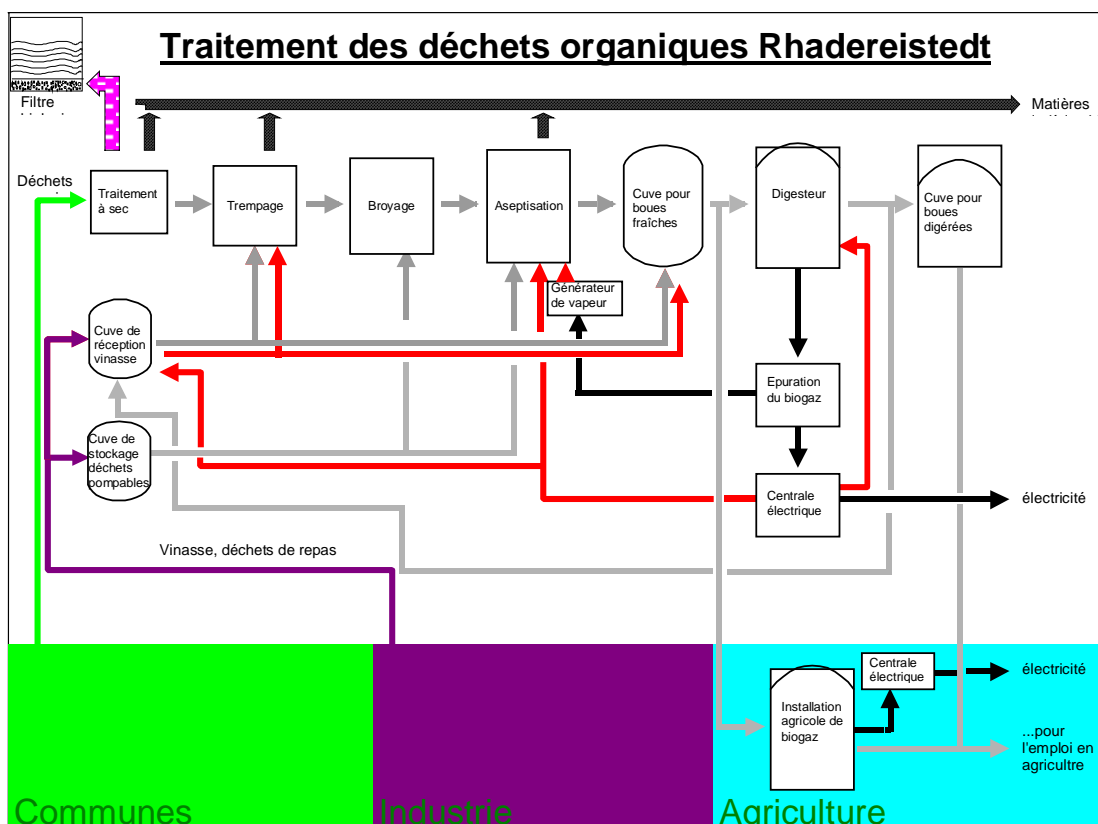 Traitement des déchets organiques Rhadereistedt
Filtre
Matières
Déchets
Traitement
à sec
Trempage
Broyage
Aseptisation
Cuve pour
boues
fraîches
Digesteur
Cuve pour
boues
digérées
Générateur
de vapeur
Cuve de
réception
vinasse
Epuration
du biogaz
Cuve de
stockage
déchets
pompables
Centrale
électrique
électricité
Vinasse, déchets de repas
Centrale
électrique
électricité
Installation
agricole de
biogaz
...pour
l'emploi en
agricultre
Communes
Industrie
Agriculture